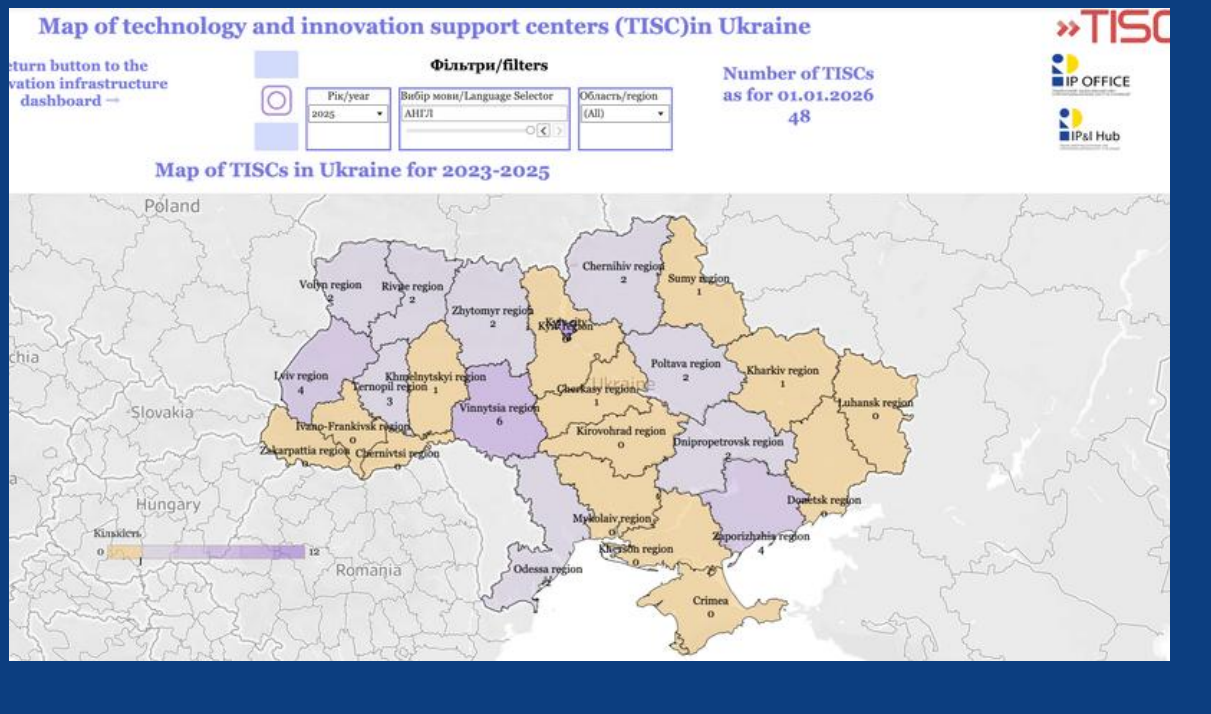 Map of technology and innovation support centers (TISC)in Ukraine
»TISC
eturn button to the
vation infrastructure
dashboard →
Фільтри/filters
Рік/year
2025
Вибір мови/Language Selector
АНГЛ
Область/region
(All)
Number of TISCs
as for 01.01.2026
48
IP OFFICE
IP&I Hub
Map of TISCs in Ukraine for 2023-2025
Poland
Chernihiv region
2
Sumy region
1
Volyn region
2
Rivne region
2
Zhytomyr region
2
Kyiv region
chia
Lviv region
4
Ternopil region
3
Khmelnytskyi region
1
Vinnytsia region
6
Cherkasy region
1
Ukraine
Poltava region
2
Kharkiv region
1
Luhansk region
0
Slovakia
Ivano-Frankivsk region
0
Zakarpattia region
0
Chernivtsi region
0
Kirovohrad region
0
Dnipropetrovsk region
2
Donetsk region
0
Hungary
Mykolaiv region
0
Kherson region
0
Zaporizhzhia region
4
Кількість
0
12
Romania
Odessa region
2
Crimea
0